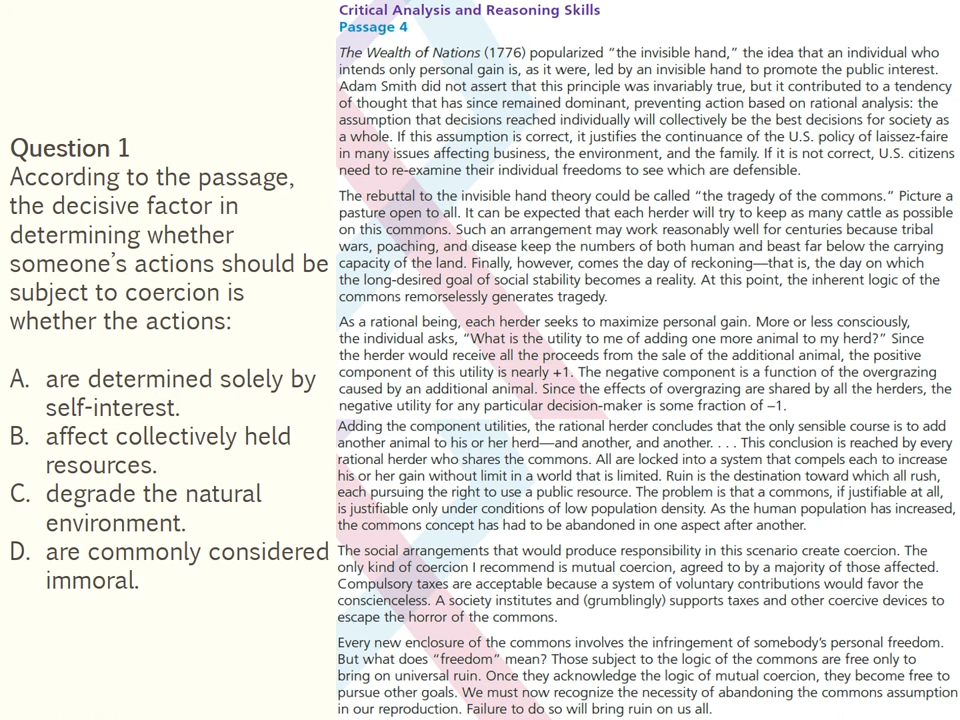 Critical Analysis and Reasoning Skills
Passage 4
The Wealth of Nations (1776) popularized “the invisible hand,” the idea that an individual who
intends only personal gain is, as it were, led by an invisible hand to promote the public interest.
Adam Smith did not assert that this principle was invariably true, but it contributed to a tendency
of thought that has since remained dominant, preventing action based on rational analysis: the
assumption that decisions reached individually will collectively be the best decisions for society as
a whole. If this assumption is correct, it justifies the continuance of the U.S. policy of laissez-faire
in many issues affecting business, the environment, and the family. If it is not correct, U.S. citizens
need to re-examine their individual freedoms to see which are defensible.
The rebuttal to the invisible hand theory could be called “the tragedy of the commons.” Picture a
pasture open to all. It can be expected that each herder will try to keep as many cattle as possible
on this commons. Such an arrangement may work reasonably well for centuries because tribal
wars, poaching, and disease keep the numbers of both human and beast far below the carrying
capacity of the land. Finally, however, comes the day of reckoning—that is, the day on which
the long-desired goal of social stability becomes a reality. At this point, the inherent logic of the
commons remorselessly generates tragedy.
As a rational being, each herder seeks to maximize personal gain. More or less consciously,
the individual asks, “What is the utility to me of adding one more animal to my herd?” Since
the herder would receive all the proceeds from the sale of the additional animal, the positive
component of this utility is nearly +1. The negative component is a function of the overgrazing
caused by an additional animal. Since the effects of overgrazing are shared by all the herders, the
negative utility for any particular decision-maker is some fraction of –1.
Adding the component utilities, the rational herder concludes that the only sensible course is to add
another animal to his or her herd—and another, and another. . . . This conclusion is reached by every
rational herder who shares the commons. All are locked into a system that compels each to increase
his or her gain without limit in a world that is limited. Ruin is the destination toward which all rush,
each pursuing the right to use a public resource. The problem is that a commons, if justifiable at all,
is justifiable only under conditions of low population density. As the human population has increased,
the commons concept has had to be abandoned in one aspect after another.
The social arrangements that would produce responsibility in this scenario create coercion. The
only kind of coercion I recommend is mutual coercion, agreed to by a majority of those affected.
Compulsory taxes are acceptable because a system of voluntary contributions would favor the
conscienceless. A society institutes and (grumblingly) supports taxes and other coercive devices to
escape the horror of the commons.
Every new enclosure of the commons involves the infringement of somebody’s personal freedom.
But what does “freedom” mean? Those subject to the logic of the commons are free only to
bring on universal ruin. Once they acknowledge the logic of mutual coercion, they become free to
pursue other goals. We must now recognize the necessity of abandoning the commons assumption
in our reproduction. Failure to do so will bring ruin on us all.
Question 1
According to the passage,
the decisive factor in
determining whether
someone’s actions should be
subject to coercion is
whether the actions:
A. are determined solely by
self-interest.
B. affect collectively held
resources.
C. degrade the natural
environment.
D. are commonly considered
immoral.